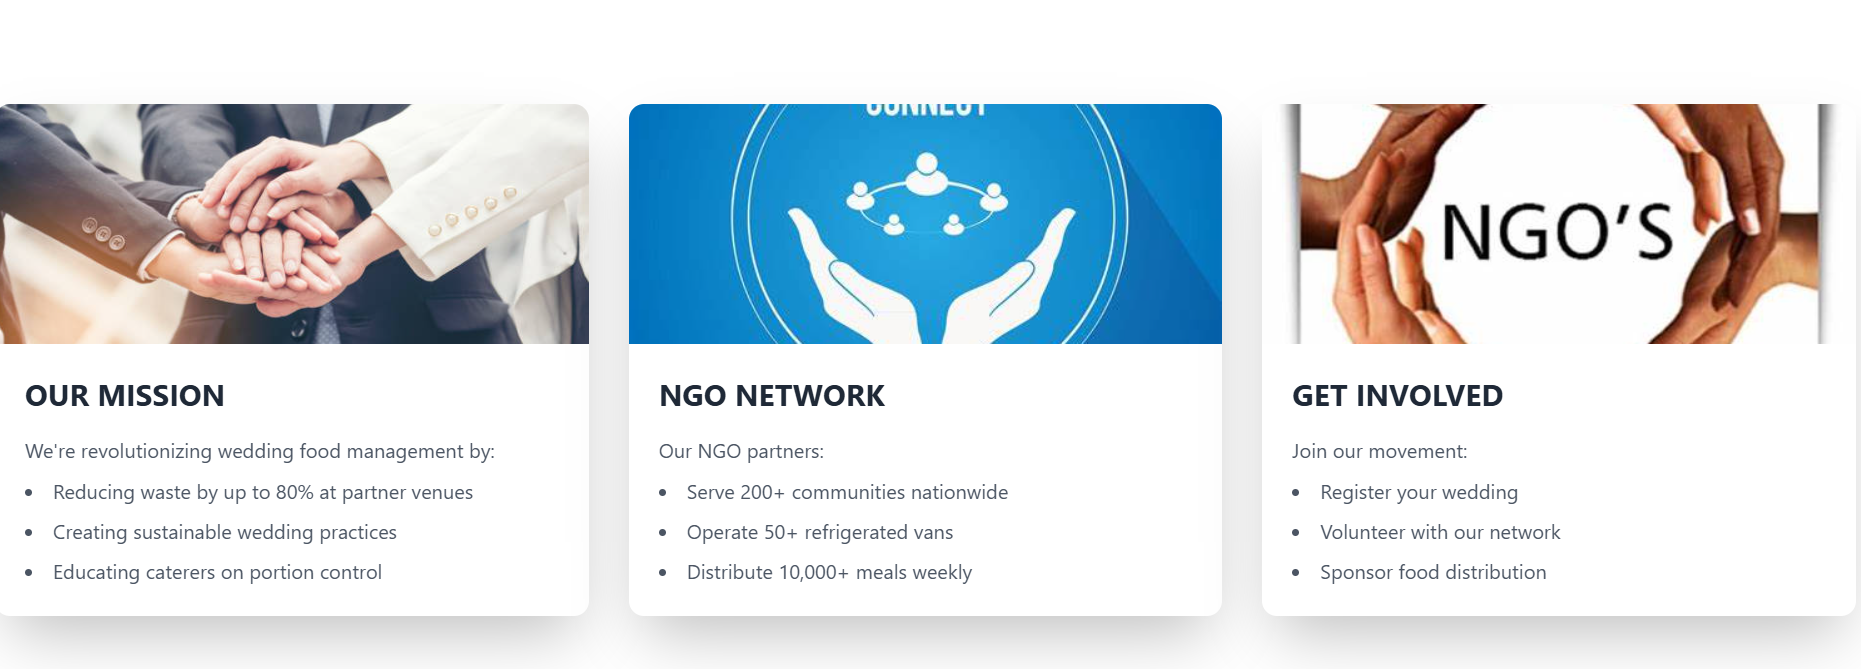 CONNECT
NGO'S
OUR MISSION
We're revolutionizing wedding food management by:
• Reducing waste by up to 80% at partner venues
• Creating sustainable wedding practices
• Educating caterers on portion control
NGO NETWORK
Our NGO partners:
• Serve 200+ communities nationwide
• Operate 50+ refrigerated vans
• Distribute 10,000+ meals weekly
GET INVOLVED
Join our movement:
• Register your wedding
• Volunteer with our network
• Sponsor food distribution